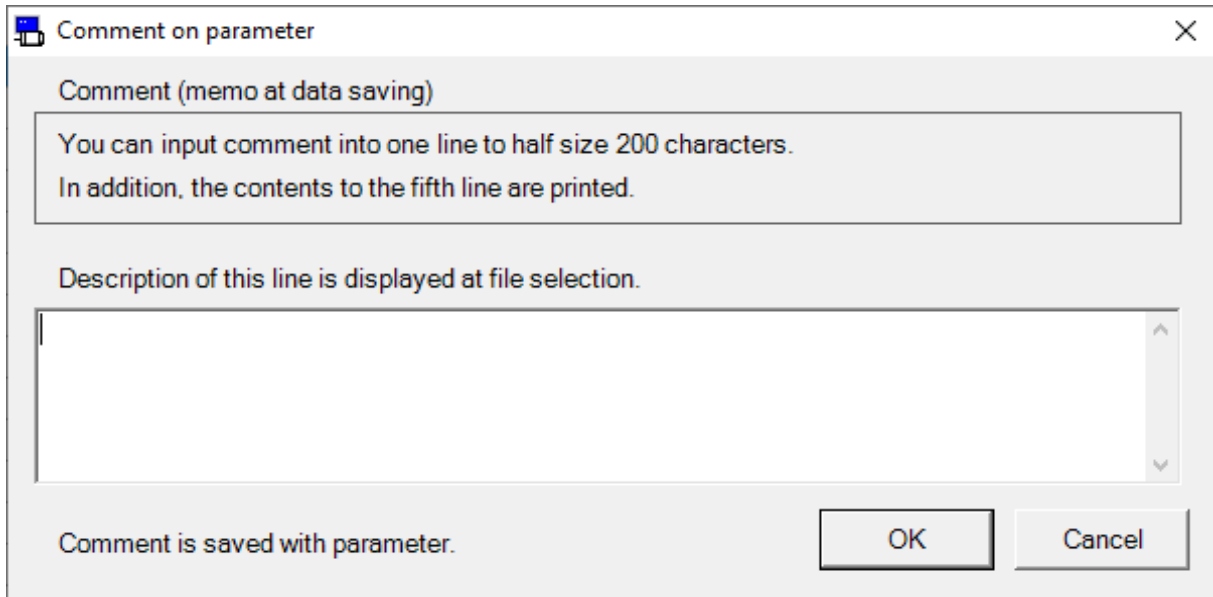 Comment on parameter
Comment (memo at data saving)
You can input comment into one line to half size 200 characters.
In addition, the contents to the fifth line are printed.
Description of this line is displayed at file selection.
Comment is saved with parameter.
OK
Cancel